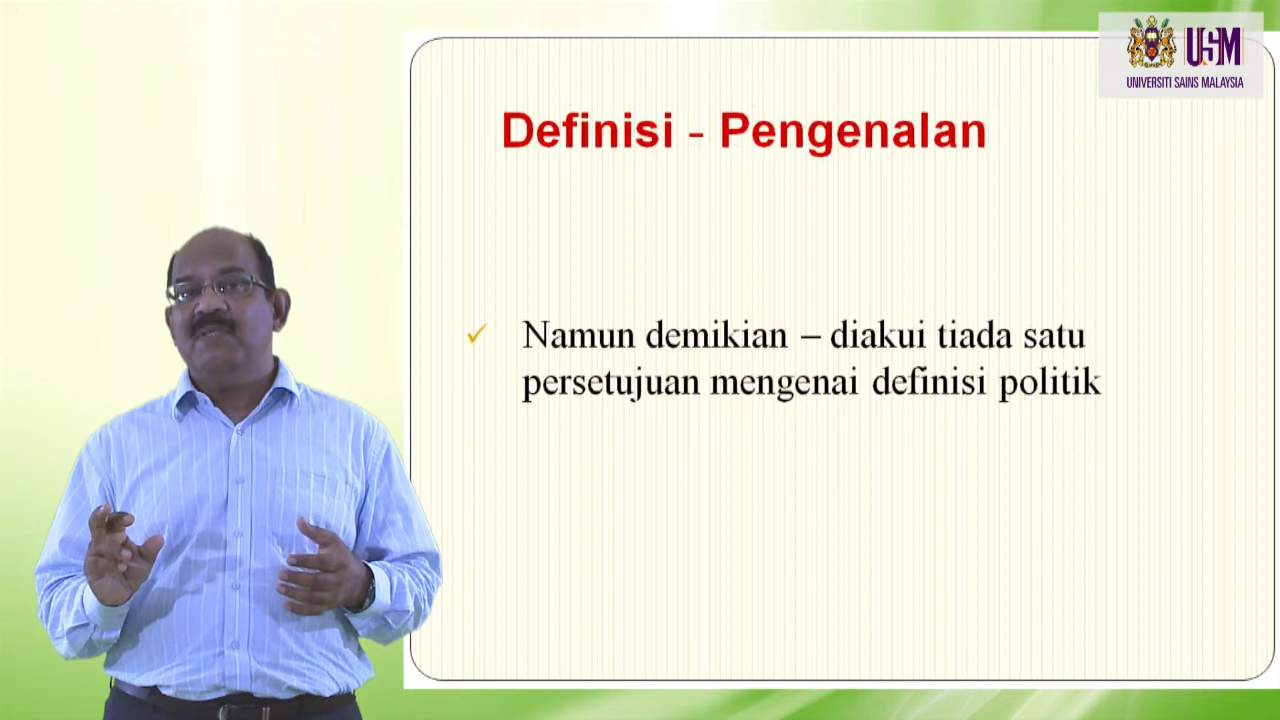 USM
UNIVERSITI SAINS MALAYSIA
Definisi - Pengenalan
Namun demikian – diakui tiada satu
persetujuan mengenai definisi politik